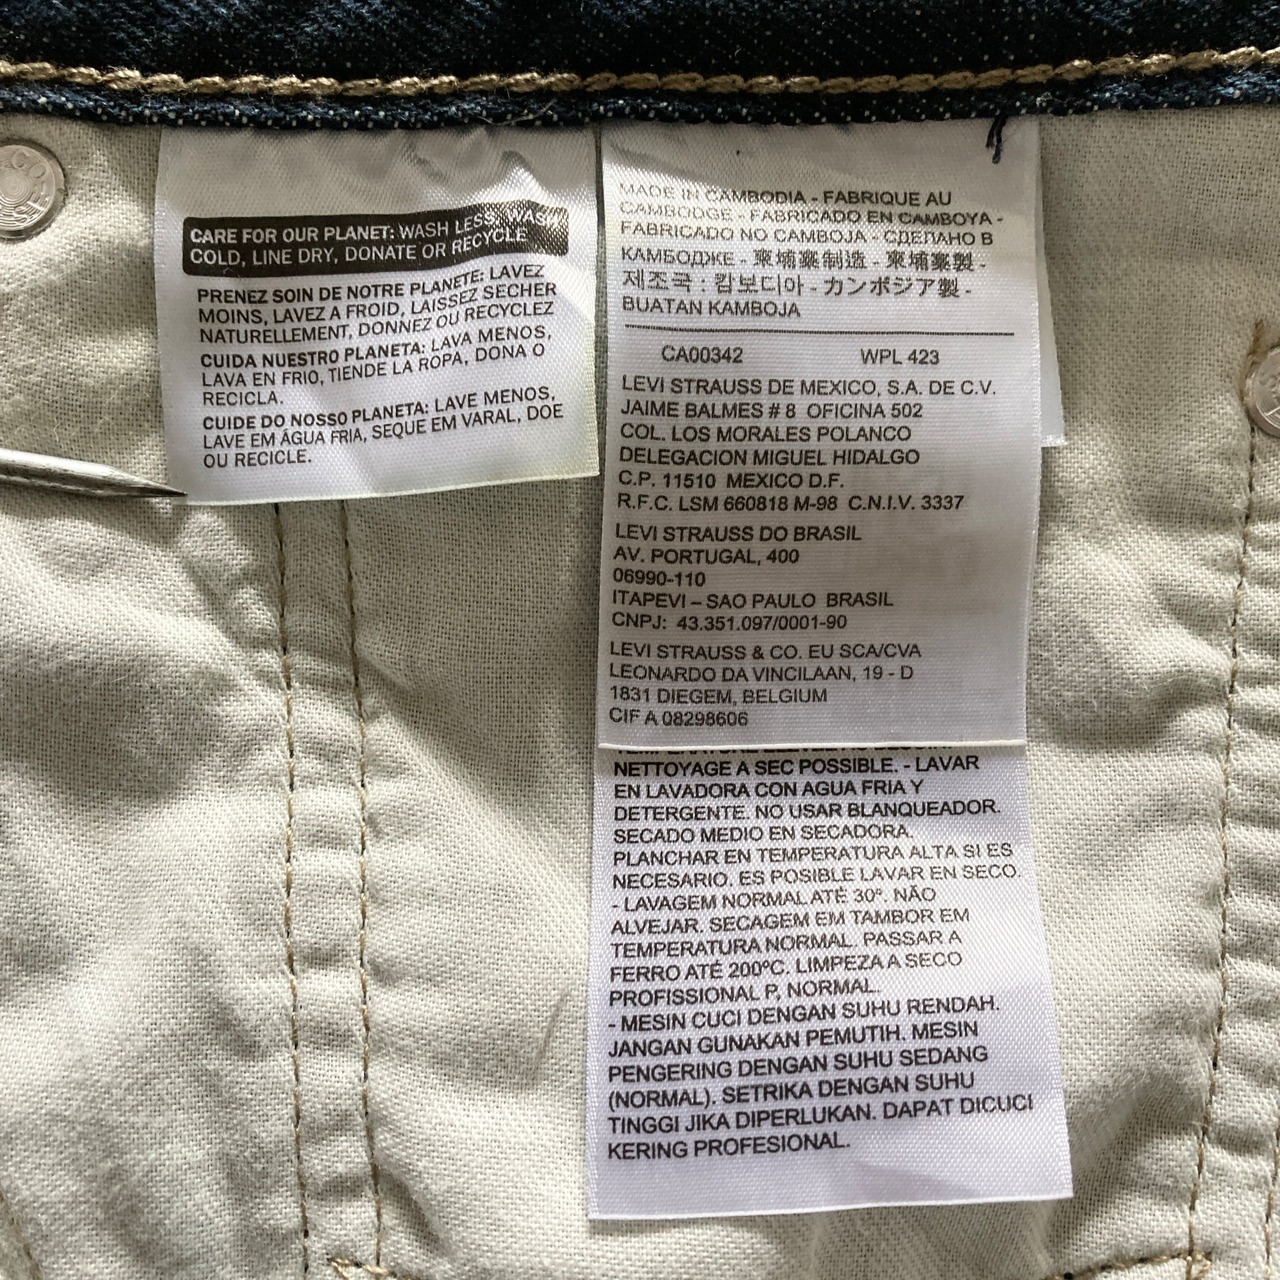 CARE FOR OUR PLANET: WASH LESS, WASH
COLD, LINE DRY, DONATE OR RECYCLE
PRENEZ SOIN DE NOTRE PLANETE: LAVEZ
MOINS, LAVEZ A FROID, LAISSEZ SECHER
NATURELLEMENT, DONNEZ OU RECYCLEZ
CUIDA NUESTRO PLANETA: LAVA MENOS,
LAVA EN FRIO, TIENDE LA ROPA, DONA O
RECICLA.
CUIDE DO NOSSO PLANETA: LAVE MENOS,
LAVE EM ÁGUA FRIA, SEQUE EM VARAL, DOE
OU RECICLE.
MADE IN CAMBODIA - FABRIQUE AU
CAMBODGE - FABRICADO EN CAMBOYA -
FABRICADO NO CAMBOJA - СДЕЛАНО В
КАМБОДЖЕ - 柬埔寨制造 - 柬埔寨製 -
제조국 : 캄보디아 - カンボジア製 -
BUATAN KAMBOJA
CA00342 WPL 423
LEVI STRAUSS DE MEXICO, S.A. DE C.V.
JAIME BALMES # 8 OFICINA 502
COL. LOS MORALES POLANCO
DELEGACION MIGUEL HIDALGO
C.P. 11510 MEXICO D.F.
R.F.C. LSM 660818 M-98 C.N.I.V. 3337
LEVI STRAUSS DO BRASIL
AV. PORTUGAL, 400
06990-110
ITAPEVI – SAO PAULO BRASIL
CNPJ: 43.351.097/0001-90
LEVI STRAUSS & CO. EU SCA/CVA
LEONARDO DA VINCILAAN, 19 - D
1831 DIEGEM, BELGIUM
CIF A 08298606
NETTOYAGE A SEC POSSIBLE. - LAVAR
EN LAVADORA CON AGUA FRIA Y
DETERGENTE. NO USAR BLANQUEADOR.
SECADO MEDIO EN SECADORA.
PLANCHAR EN TEMPERATURA ALTA SI ES
NECESARIO. ES POSIBLE LAVAR EN SECO.
- LAVAGEM NORMAL ATÉ 30º. NÃO
ALVEJAR. SECAGEM EM TAMBOR EM
TEMPERATURA NORMAL. PASSAR A
FERRO ATÉ 200ºC. LIMPEZA A SECO
PROFISSIONAL P, NORMAL.
- MESIN CUCI DENGAN SUHU RENDAH.
JANGAN GUNAKAN PEMUTIH. MESIN
PENGERING DENGAN SUHU SEDANG
(NORMAL). SETRIKA DENGAN SUHU
TINGGI JIKA DIPERLUKAN. DAPAT DICUCI
KERING PROFESIONAL.